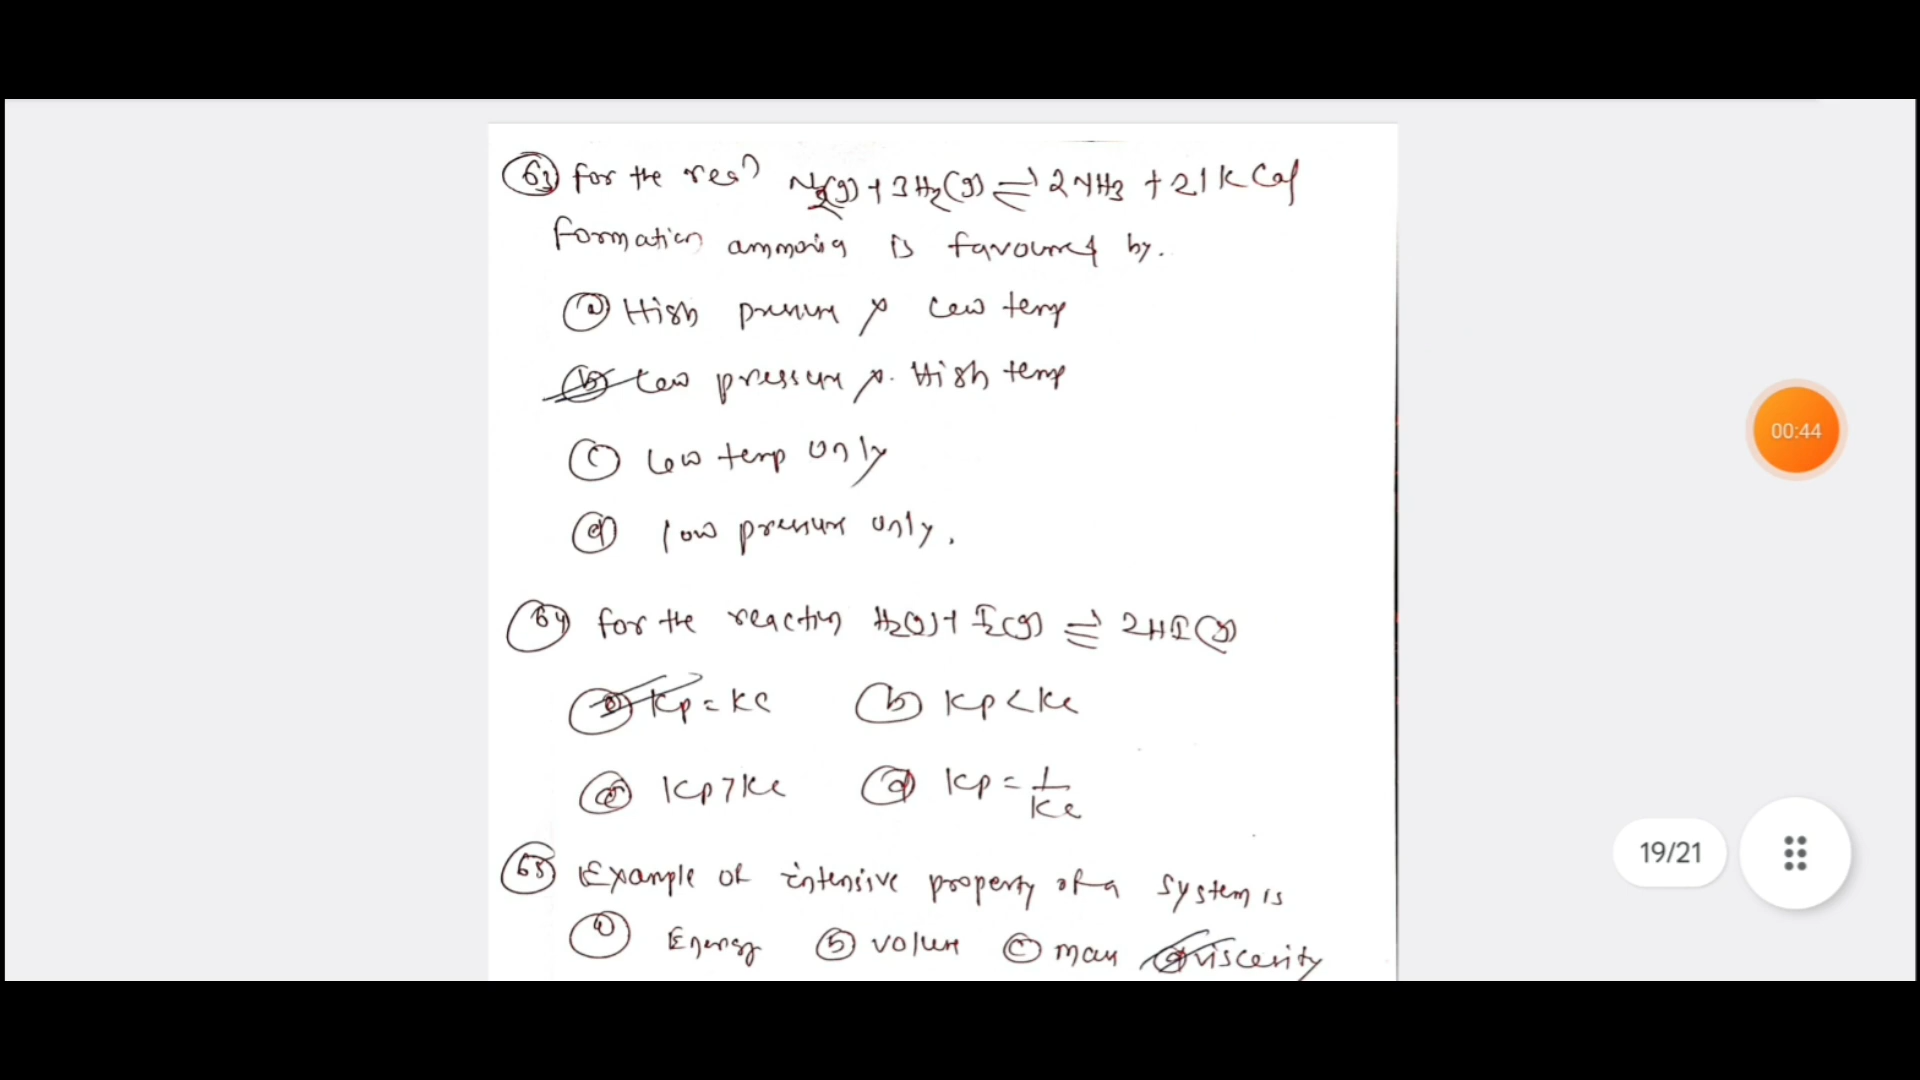 63 for the rea? N2(g) + 3H2(g) ⇌ 2NH3 + 21 kCal
formation ammonia is favoured by.
(a) High pressure & Low temp
(b) Low pressure & High temp
(c) Low temp only
(d) low pressure only.
64 for the reaction H2(g) + I2(g) ⇌ 2HI(g)
(a) Kp = Kc (b) Kp < Kc
(c) Kp > Kc (d) Kp = 1/Kc
65 Example of intensive property of a system is
(a) Energy (b) volume (c) mass (d) viscosity
00:44
19/21